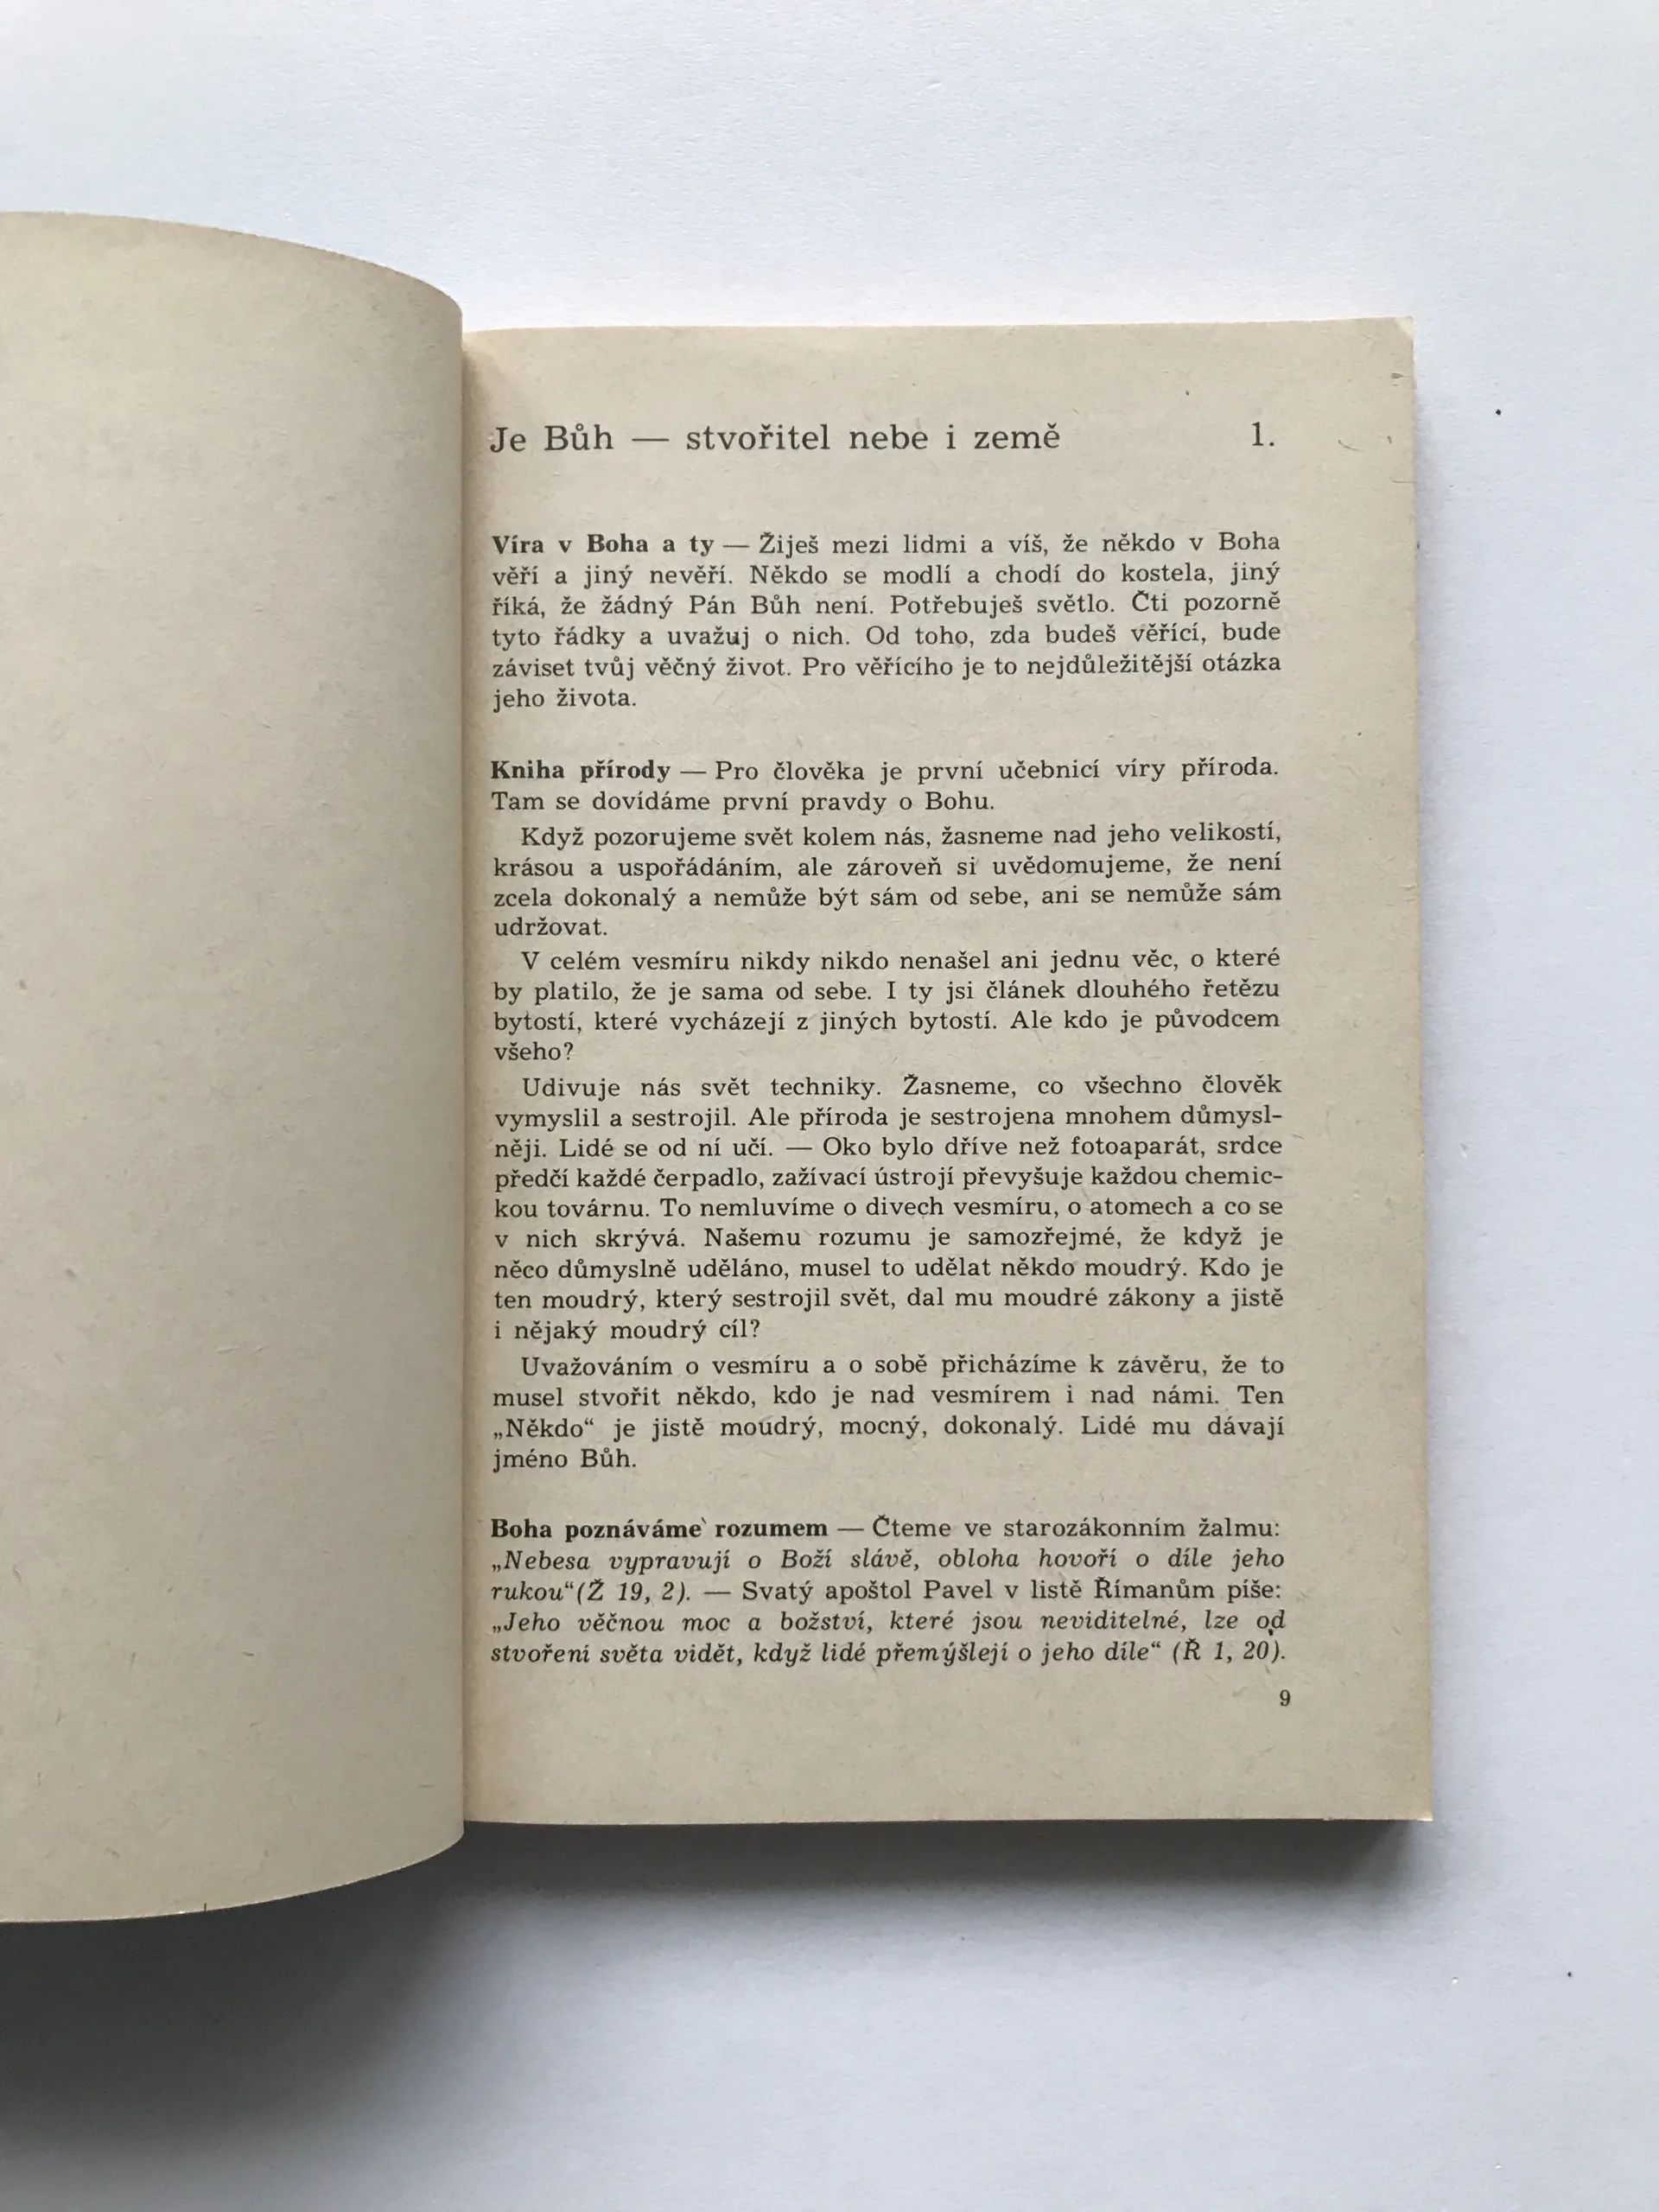 Je Bůh — stvořitel nebe i země 1.
Víra v Boha a ty — Žiješ mezi lidmi a víš, že někdo v Boha
věří a jiný nevěří. Někdo se modlí a chodí do kostela, jiný
říká, že žádný Pán Bůh není. Potřebuješ světlo. Čti pozorně
tyto řádky a uvažuj o nich. Od toho, zda budeš věřící, bude
záviset tvůj věčný život. Pro věřícího je to nejdůležitější otázka
jeho života.
Kniha přírody — Pro člověka je první učebnicí víry příroda.
Tam se dovídáme první pravdy o Bohu.
Když pozorujeme svět kolem nás, žasneme nad jeho velikostí,
krásou a uspořádáním, ale zároveň si uvědomujeme, že není
zcela dokonalý a nemůže být sám od sebe, ani se nemůže sám
udržovat.
V celém vesmíru nikdy nikdo nenašel ani jednu věc, o které
by platilo, že je sama od sebe. I ty jsi článek dlouhého řetězu
bytostí, které vycházejí z jiných bytostí. Ale kdo je původcem
všeho?
Udivuje nás svět techniky. Žasneme, co všechno člověk
vymyslil a sestrojil. Ale příroda je sestrojena mnohem důmysl-
něji. Lidé se od ní učí. — Oko bylo dříve než fotoaparát, srdce
předčí každé čerpadlo, zažívací ústrojí převyšuje každou chemic-
kou továrnu. To nemluvíme o divech vesmíru, o atomech a co se
v nich skrývá. Našemu rozumu je samozřejmé, že když je
něco důmyslně uděláno, musel to udělat někdo moudrý. Kdo je
ten moudrý, který sestrojil svět, dal mu moudré zákony a jistě
i nějaký moudrý cíl?
Uvažováním o vesmíru a o sobě přicházíme k závěru, že to
musel stvořit někdo, kdo je nad vesmírem i nad námi. Ten
„Někdo“ je jistě moudrý, mocný, dokonalý. Lidé mu dávají
jméno Bůh.
Boha poznáváme rozumem — Čteme ve starozákonním žalmu:
„Nebesa vypravují o Boží slávě, obloha hovoří o díle jeho
rukou“(Ž 19, 2). — Svatý apoštol Pavel v listě Římanům píše:
„Jeho věčnou moc a božství, které jsou neviditelné, lze od
stvoření světa vidět, když lidé přemýšlejí o jeho díle“ (Ř 1, 20).
9